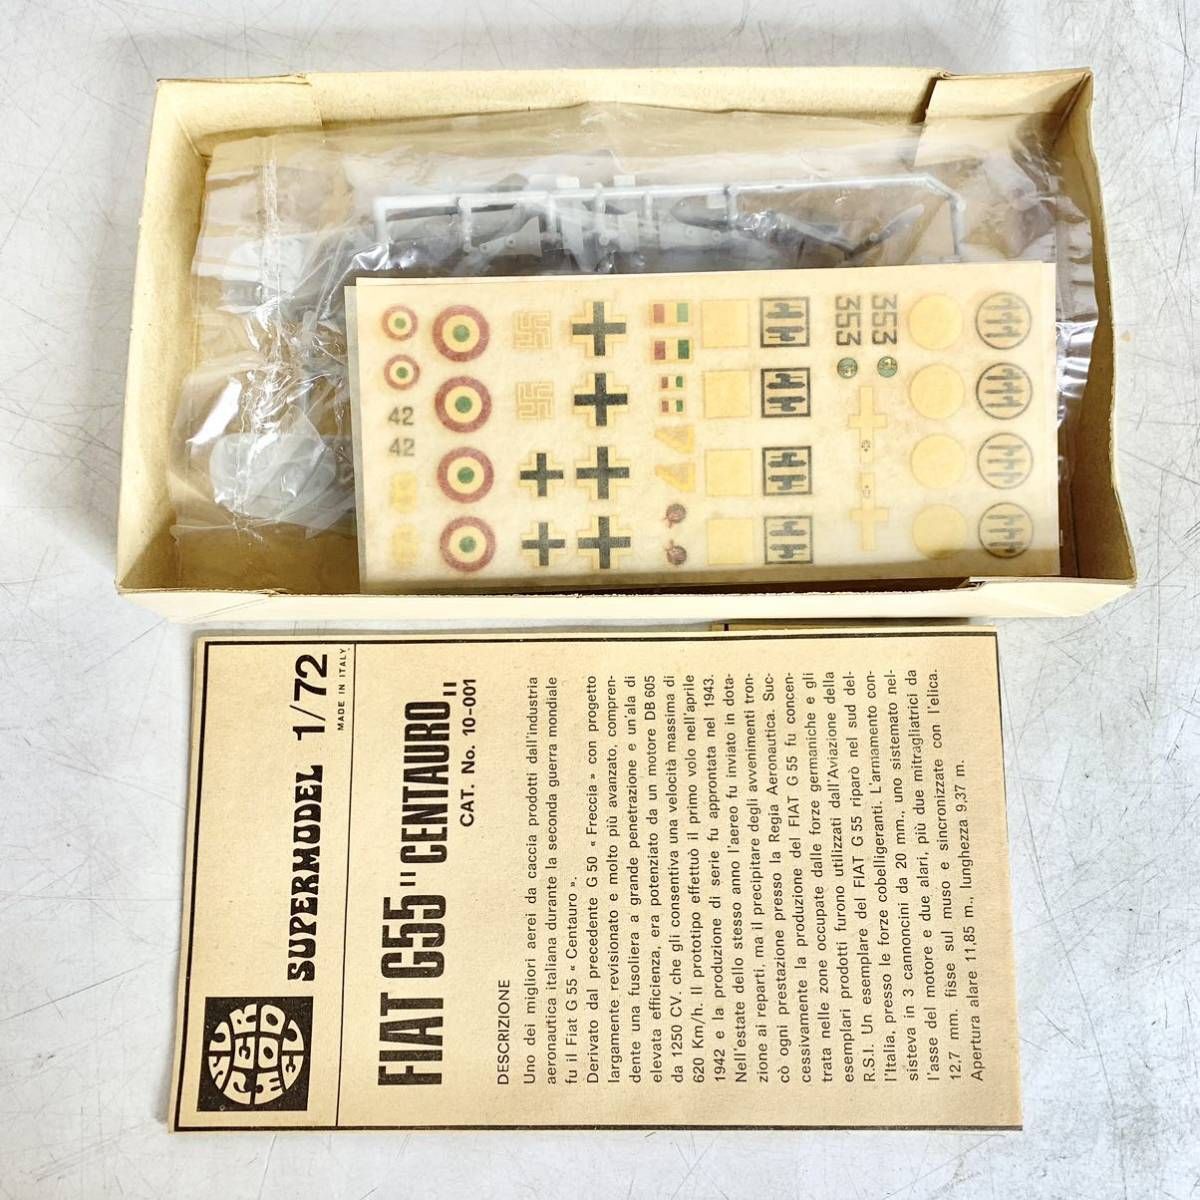 42
42
353
353
SUPER MODEL
SUPERMODEL 1/72
MADE IN ITALY
FIAT G55 "CENTAURO"
CAT. No. 10-001
DESCRIZIONE
Uno dei migliori aerei da caccia prodotti dall'industria
aeronautica italiana durante la seconda guerra mondiale
fu il Fiat G 55 « Centauro ».
Derivato dal precedente G 50 « Freccia » con progetto
largamente revisionato e molto più avanzato, compren-
dente una fusoliera a grande penetrazione e un'ala di
elevata efficienza, era potenziato da un motore DB 605
da 1250 CV. che gli consentiva una velocità massima di
620 Km/h. Il prototipo effettuò il primo volo nell'aprile
1942 e la produzione di serie fu approntata nel 1943.
Nell'estate dello stesso anno l'aereo fu inviato in dota-
zione ai reparti, ma il precipitare degli avvenimenti tron-
cò ogni prestazione presso la Regia Aeronautica. Suc-
cessivamente la produzione del FIAT G 55 fu concen-
trata nelle zone occupate dalle forze germaniche e gli
esemplari prodotti furono utilizzati dall'Aviazione della
R.S.I. Un esemplare del FIAT G 55 riparò nel sud del-
l'Italia, presso le forze cobelligeranti. L'armamento con-
sisteva in 3 cannoncini da 20 mm., uno sistemato nel-
l'asse del motore e due alari, più due mitragliatrici da
12,7 mm. fisse sul muso e sincronizzate con l'elica.
Apertura alare 11,85 m., lunghezza 9,37 m.